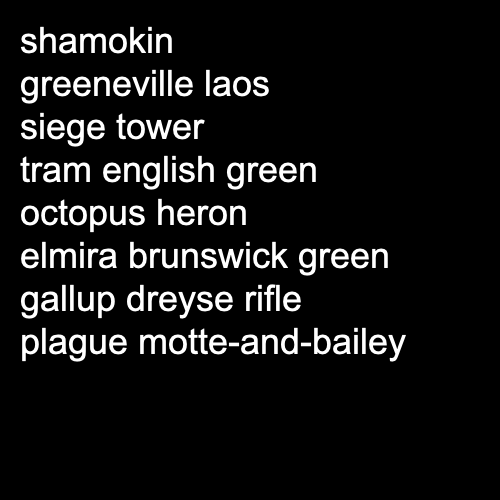 shamokin
greeneville laos
siege tower
tram english green
octopus heron
elmira brunswick green
gallup dreyse rifle
plague motte-and-bailey